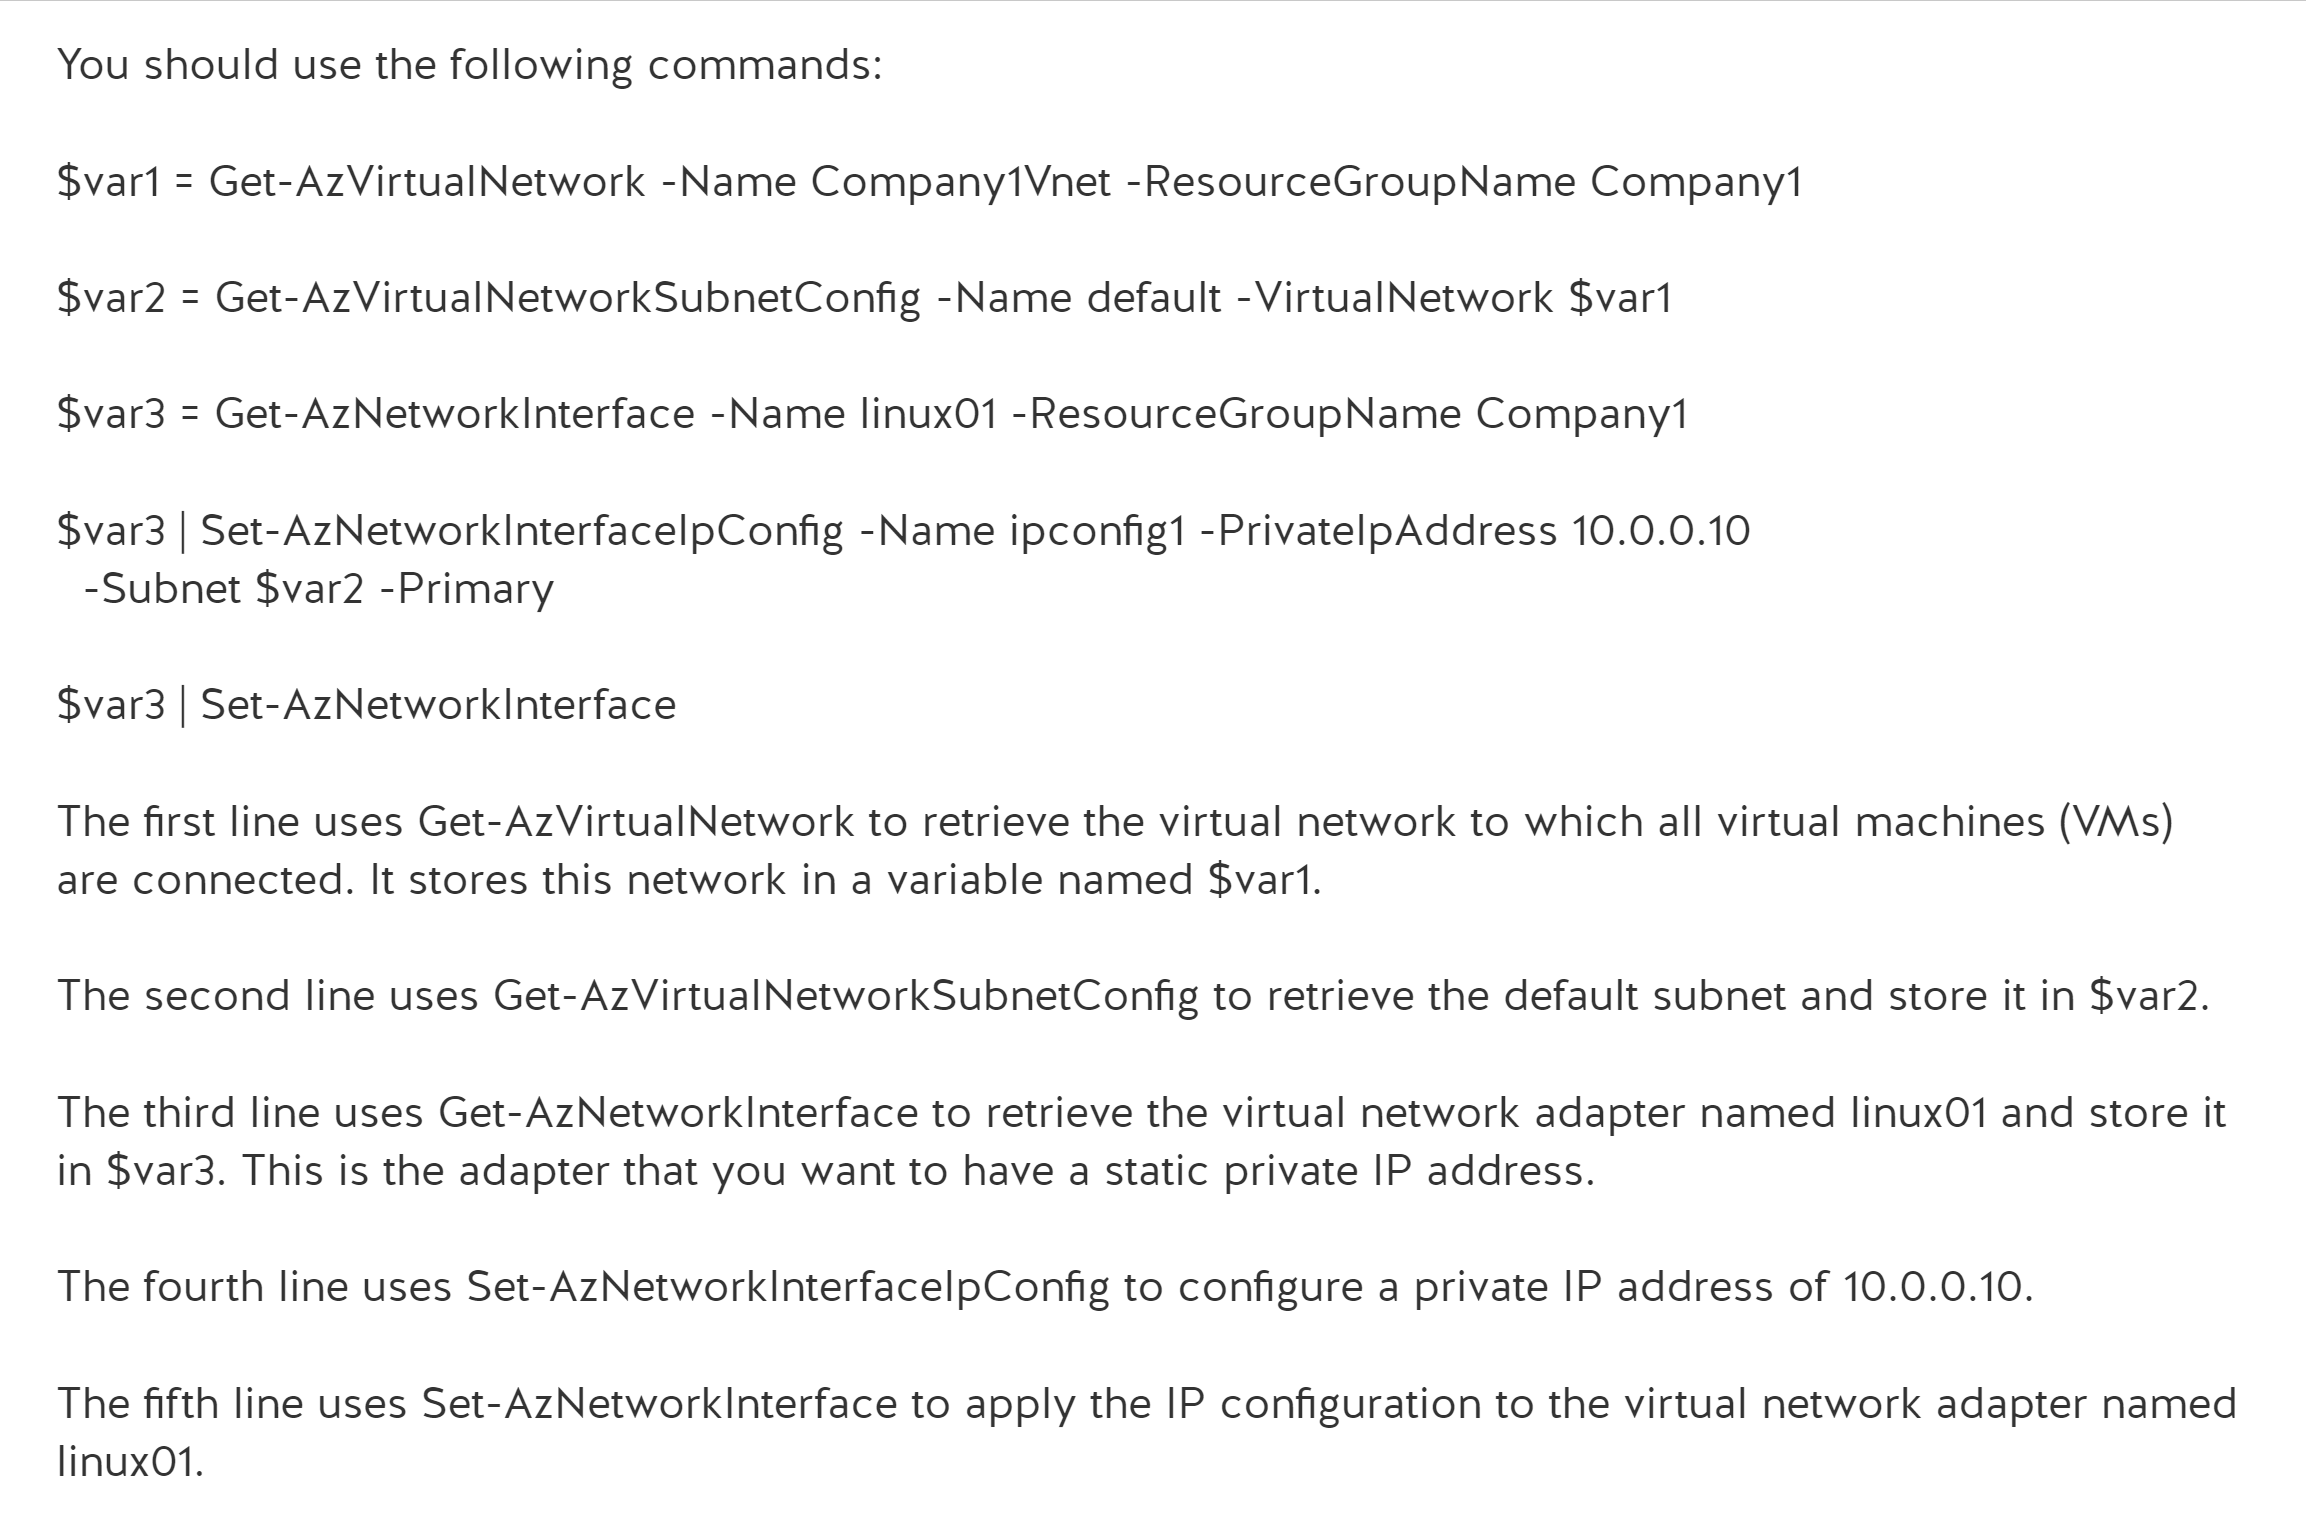 You should use the following commands:
$var1 = Get-AzVirtualNetwork -Name Company1Vnet -ResourceGroupName Company1
$var2 = Get-AzVirtualNetworkSubnetConfig -Name default -VirtualNetwork $var1
$var3 = Get-AzNetworkInterface -Name linux01 -ResourceGroupName Company1
$var3 | Set-AzNetworkInterfaceIpConfig -Name ipconfig1 -PrivateIpAddress 10.0.0.10
-Subnet $var2 -Primary
$var3 | Set-AzNetworkInterface
The first line uses Get-AzVirtualNetwork to retrieve the virtual network to which all virtual machines (VMs)
are connected. It stores this network in a variable named $var1.
The second line uses Get-AzVirtualNetworkSubnetConfig to retrieve the default subnet and store it in $var2.
The third line uses Get-AzNetworkInterface to retrieve the virtual network adapter named linux01 and store it
in $var3. This is the adapter that you want to have a static private IP address.
The fourth line uses Set-AzNetworkInterfaceIpConfig to configure a private IP address of 10.0.0.10.
The fifth line uses Set-AzNetworkInterface to apply the IP configuration to the virtual network adapter named
linux01.